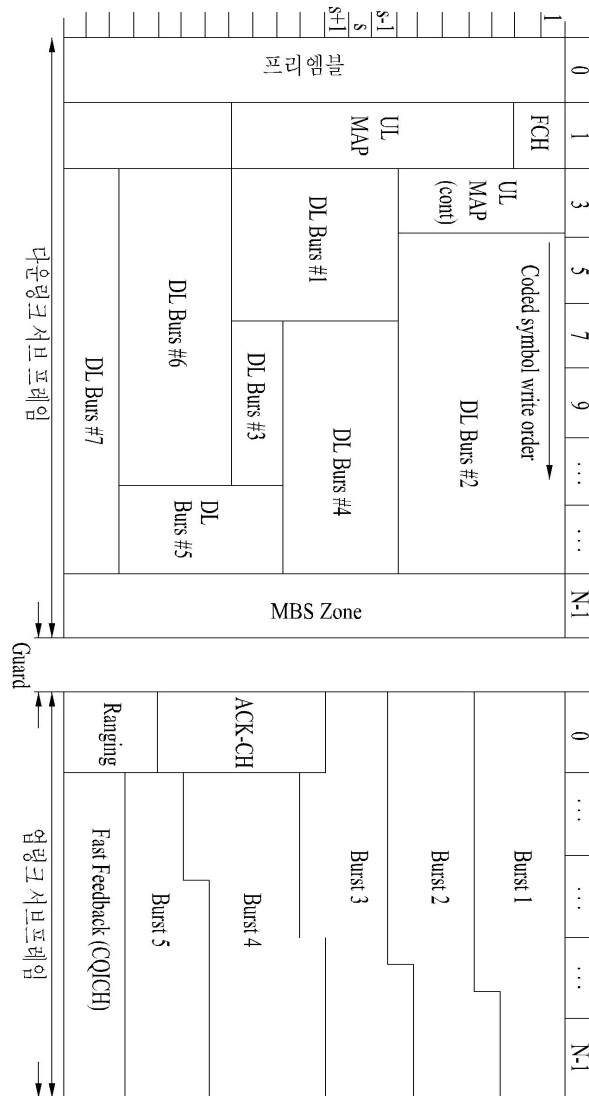 0
1
3
5
7
9
...
...
N-1
0
...
...
...
N-1
1
s-1
s
s+1
프리엠블
FCH
UL
MAP
UL
MAP
(cont)
Coded symbol write order
DL Burs #1
DL Burs #2
DL Burs #3
DL Burs #4
DL
Burs #5
DL Burs #6
DL Burs #7
MBS Zone
Burst 1
Burst 2
Burst 3
ACK-CH
Burst 4
Burst 5
Ranging
Fast Feedback (CQICH)
다운링크 서브 프레임
Guard
업링크 서브프레임